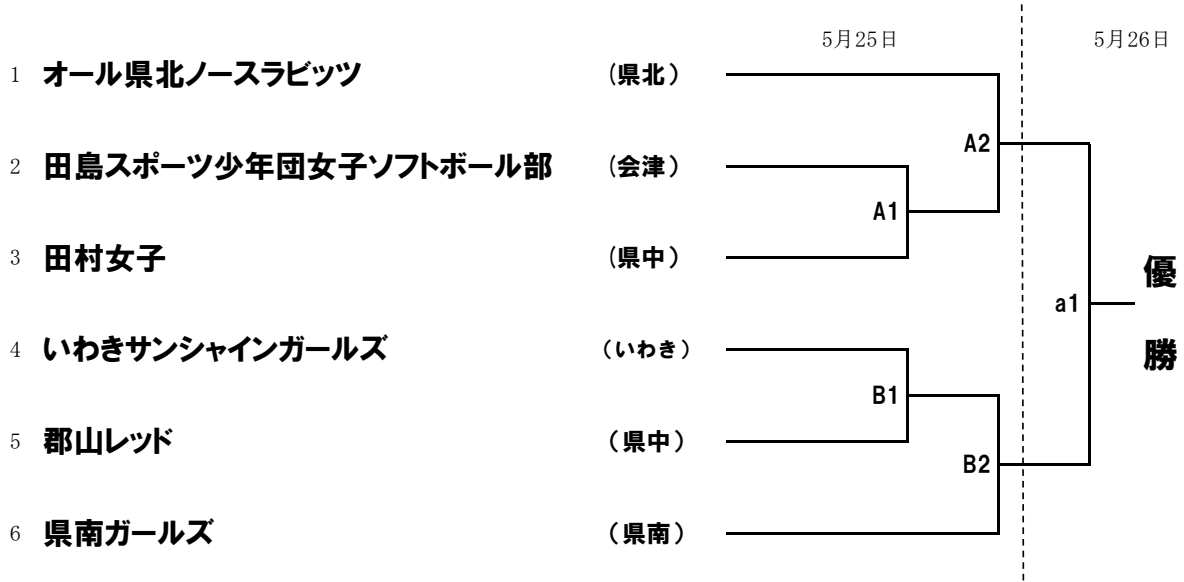 5月25日 5月26日
1 オール県北ノースラビッツ (県北)
A2
2 田島スポーツ少年団女子ソフトボール部 (会津)
A1
3 田村女子 (県中)
優勝
a1
4 いわきサンシャインガールズ (いわき)
B1
5 郡山レッド (県中)
B2
6 県南ガールズ (県南)